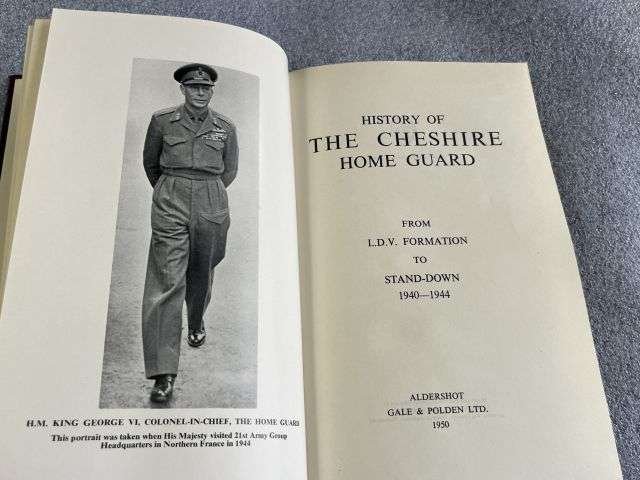 H.M. KING GEORGE VI, COLONEL-IN-CHIEF, THE HOME GUARD
This portrait was taken when His Majesty visited 21st Army Group
Headquarters in Northern France in 1944
HISTORY OF
THE CHESHIRE
HOME GUARD
FROM
L.D.V. FORMATION
TO
STAND-DOWN
1940—1944
ALDERSHOT
GALE & POLDEN LTD.
1950